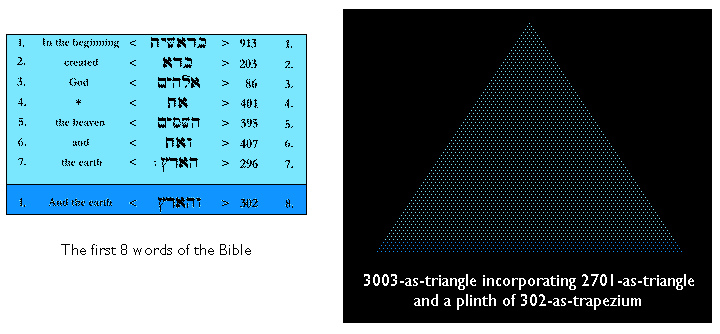 1. In the beginning < בראשית > 913 1.
2. created < ברא > 203 2.
3. God < אלהים > 86 3.
4. * < את > 401 4.
5. the heaven < השמים > 395 5.
6. and < ואת > 407 6.
7. the earth < הארץ : > 296 7.
1. And the earth < והארץ > 302 8.
The first 8 words of the Bible
3003-as-triangle incorporating 2701-as-triangle
and a plinth of 302-as-trapezium